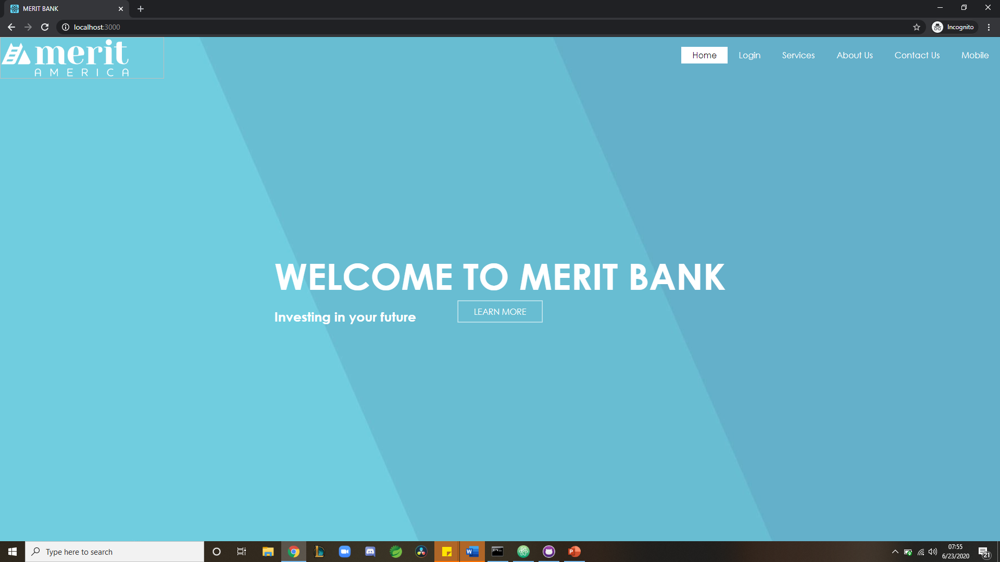 MERIT BANK
localhost:3000
Incognito
merit
AMERICA
Home Login Services About Us Contact Us Mobile
WELCOME TO MERIT BANK
Investing in your future
LEARN MORE
Type here to search
07:55
6/23/2020
21